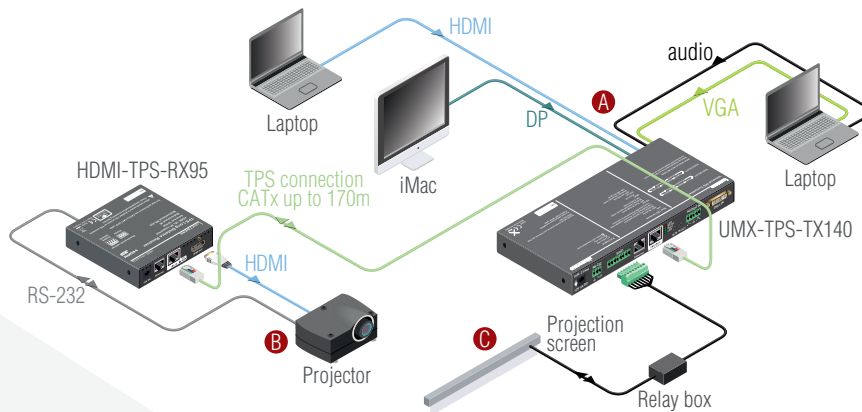 HDMI
audio
A
VGA
DP
Laptop
iMac
Laptop
HDMI-TPS-RX95
TPS connection
CATx up to 170m
UMX-TPS-TX140
HDMI
RS-232
B
Projector
C
Projection
screen
Relay box